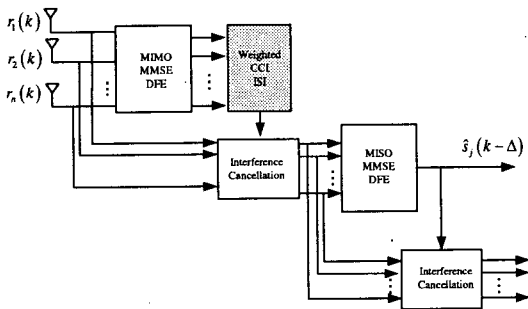 r₁(k)
r₂(k)
rₙ(k)
MIMO
MMSE
DFE
Weighted
CCI
ISI
Interference
Cancellation
MISO
MMSE
DFE
ŝⱼ(k−Δ)
Interference
Cancellation